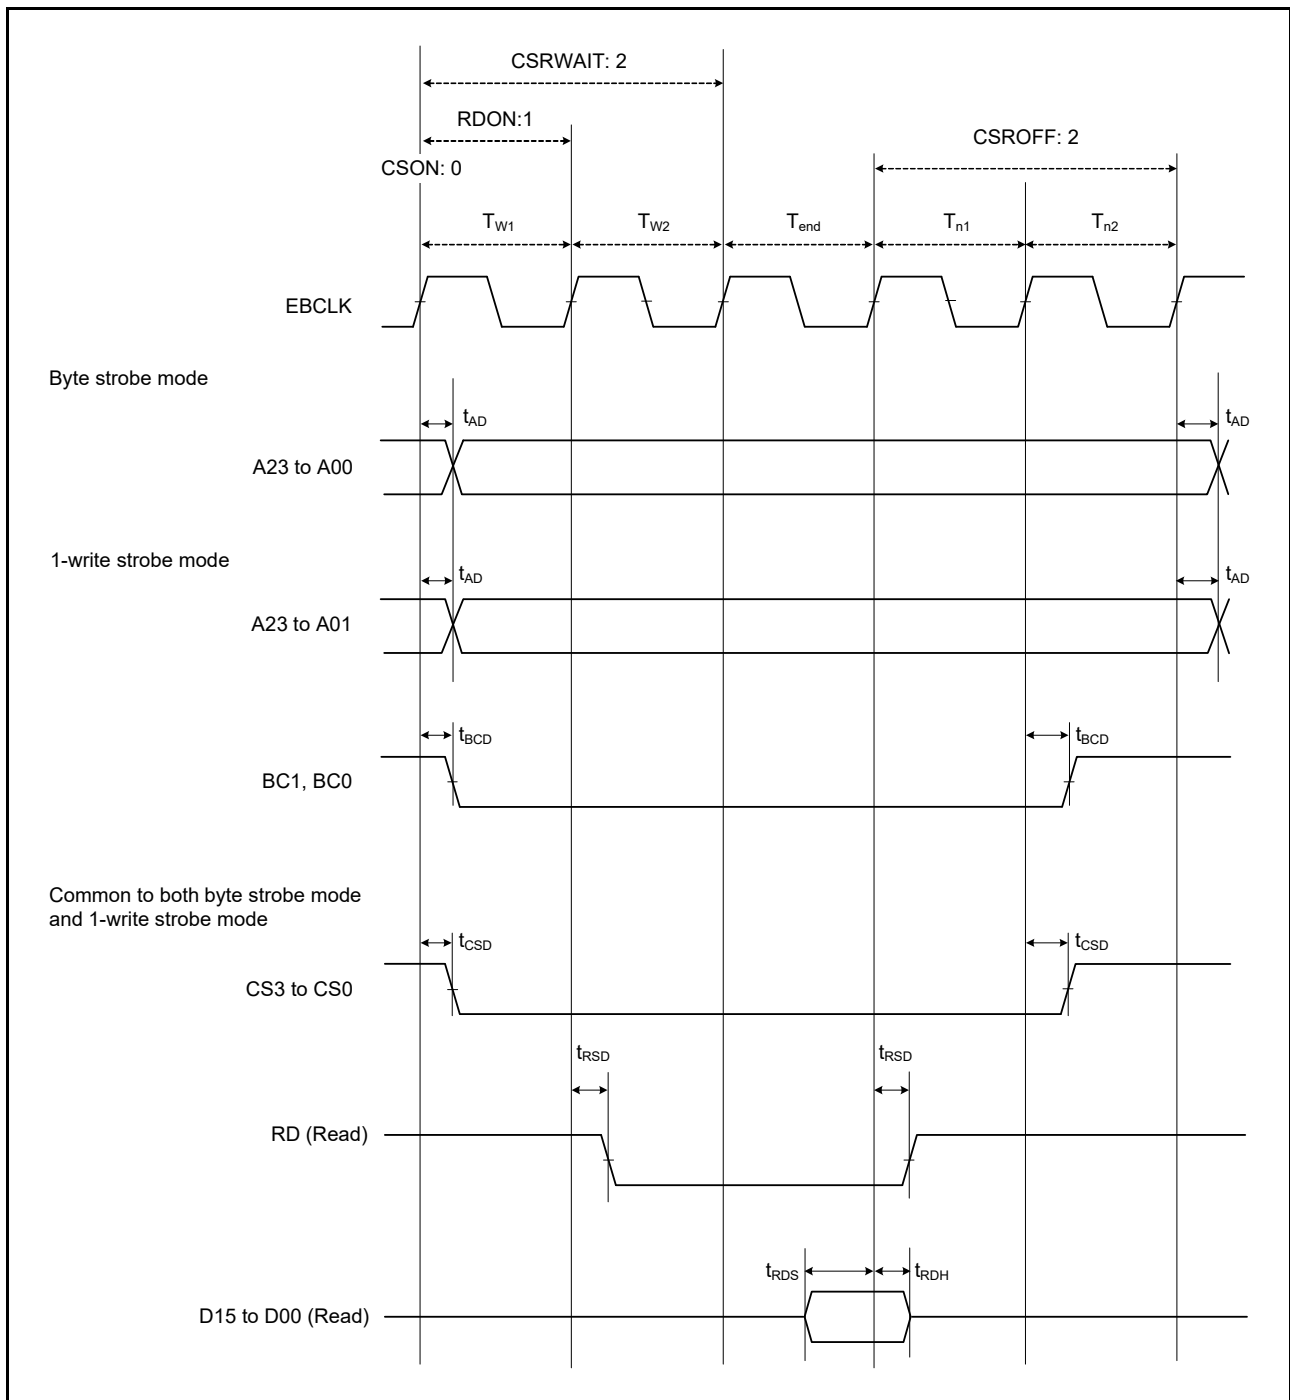 CSRWAIT: 2
RDON:1
CSROFF: 2
CSON: 0
TW1
TW2
Tend
Tn1
Tn2
EBCLK
Byte strobe mode
tAD
tAD
A23 to A00
1-write strobe mode
tAD
tAD
A23 to A01
tBCD
tBCD
BC1, BC0
Common to both byte strobe mode
and 1-write strobe mode
tCSD
tCSD
CS3 to CS0
tRSD
tRSD
RD (Read)
tRDS
tRDH
D15 to D00 (Read)